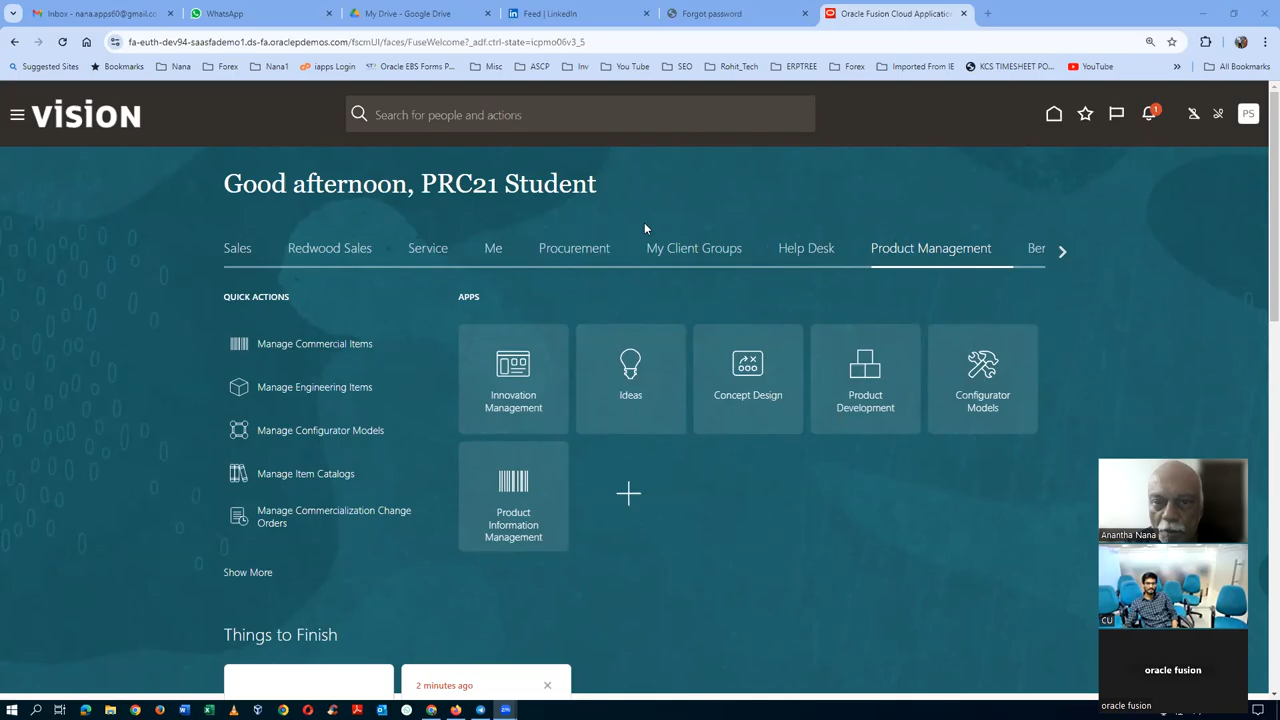 Inbox - nana.apps60@gmail.co
WhatsApp
My Drive - Google Drive
Feed | LinkedIn
Forgot password
Oracle Fusion Cloud Applicatio
fa-euth-dev94-saasfademo1.ds-fa.oraclepdemos.com/fscmUI/faces/FuseWelcome?_adf.ctrl-state=icpmo06v3_5
Suggested Sites
Bookmarks
Nana
Forex
Nana1
iapps Login
Oracle EBS Forms P...
Misc
ASCP
Inv
You Tube
SEO
Rohit_Tech
ERPTREE
Forex
Imported From IE
KCS TIMESHEET PO...
YouTube
All Bookmarks
vision
Search for people and actions
1
PS
Good afternoon, PRC21 Student
Sales
Redwood Sales
Service
Me
Procurement
My Client Groups
Help Desk
Product Management
Ber
QUICK ACTIONS
APPS
Manage Commercial Items
Manage Engineering Items
Manage Configurator Models
Manage Item Catalogs
Manage Commercialization Change
Orders
Show More
Innovation
Management
Ideas
Concept Design
Product
Development
Configurator
Models
Product
Information
Management
Things to Finish
2 minutes ago
Anantha Nana
CU
oracle fusion
oracle fusion